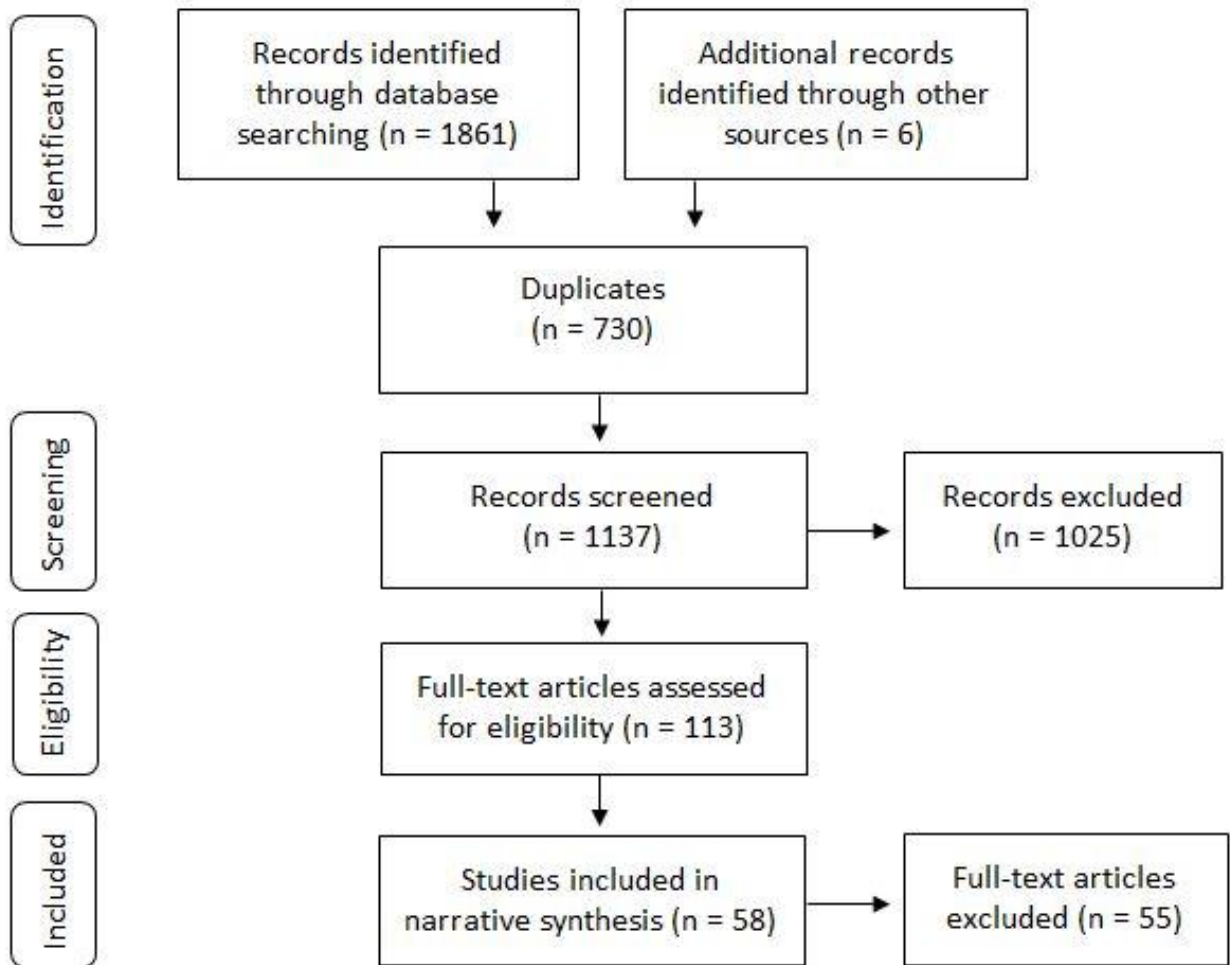 Identification
Records identified
through database
searching (n = 1861)
Additional records
identified through other
sources (n = 6)
Duplicates
(n = 730)
Screening
Records screened
(n = 1137)
Records excluded
(n = 1025)
Eligibility
Full-text articles assessed
for eligibility (n = 113)
Included
Studies included in
narrative synthesis (n = 58)
Full-text articles
excluded (n = 55)